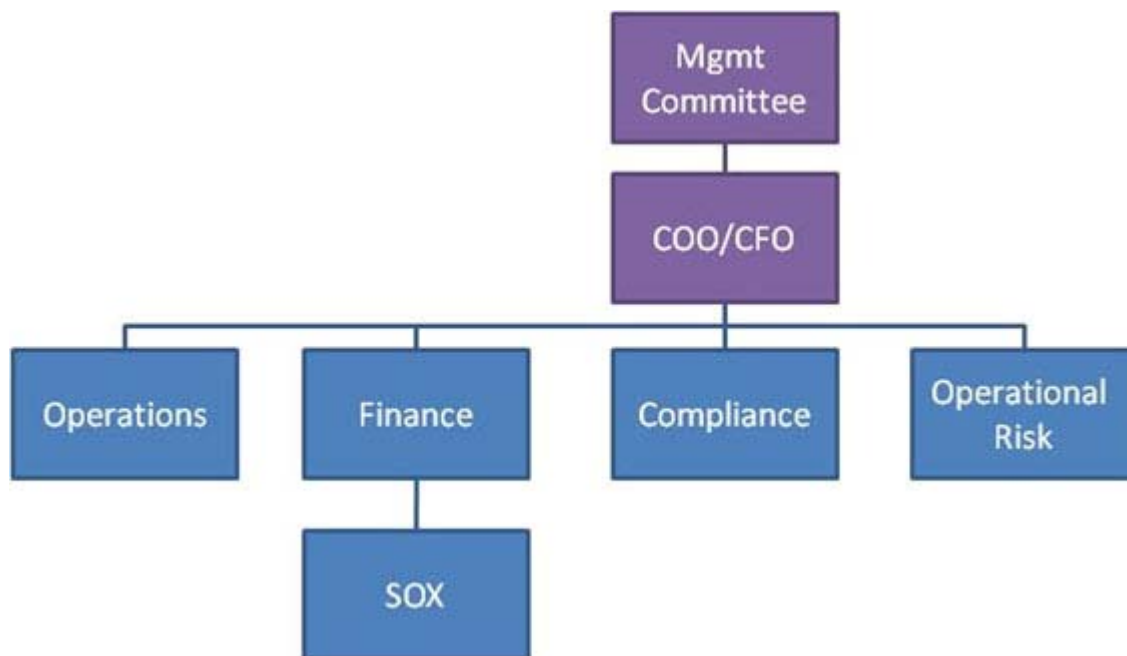 Mgmt
Committee
COO/CFO
Operations
Finance
Compliance
Operational
Risk
SOX